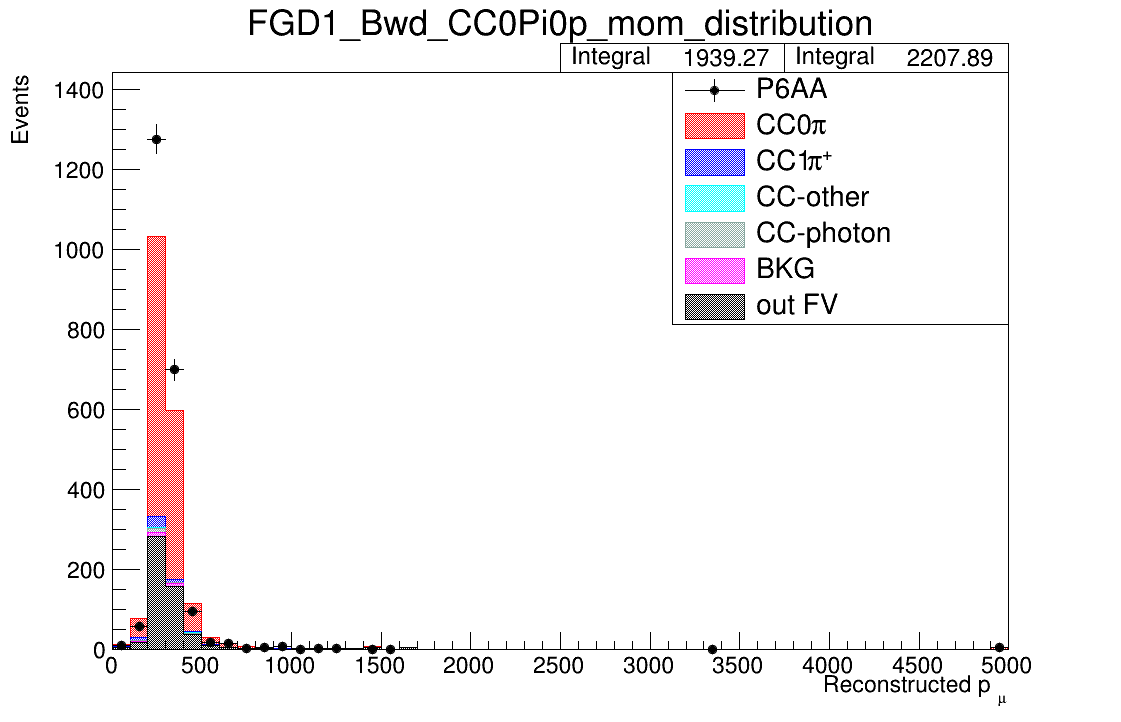 FGD1_Bwd_CC0Pi0p_mom_distribution
Integral 1939.27 Integral 2207.89
Events
P6AA
CC0π
CC1π+
CC-other
CC-photon
BKG
out FV
1400
1200
1000
800
600
400
200
0
0 500 1000 1500 2000 2500 3000 3500 4000 4500 5000
Reconstructed p μ